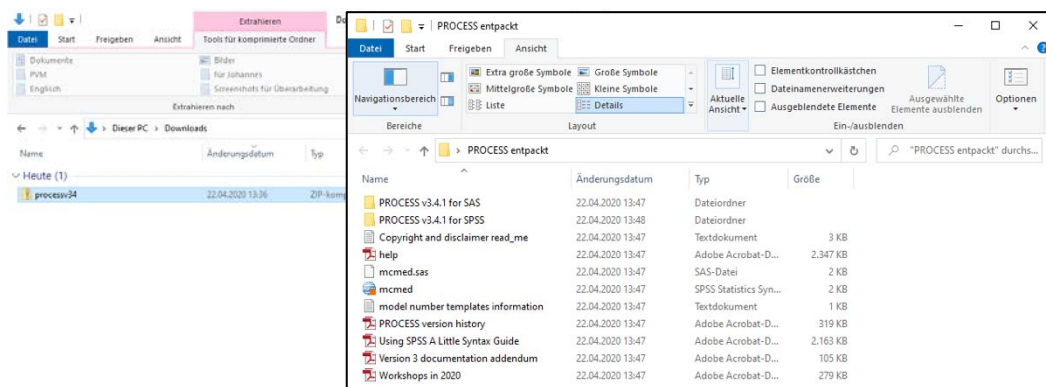 Extrahieren
Do
Datei Start Freigeben Ansicht Tools für komprimierte Ordner
Dokumente Bilder
PVM für Johannes
Englisch Screenshots für Überarbeitung
Extrahieren nach
Dieser PC > Downloads
Name Änderungsdatum Typ
Heute (1)
processv34 22.04.2020 13:36 ZIP-komp
PROCESS entpackt
Datei Start Freigeben Ansicht
Navigationsbereich
Extra große Symbole Große Symbole
Mittelgroße Symbole Kleine Symbole
Liste Details
Aktuelle Ansicht
Elementkontrollkästchen
Dateinamenerweiterungen
Ausgeblendete Elemente
Ausgewählte
Elemente ausblenden
Optionen
Bereiche Layout Ein-/ausblenden
> PROCESS entpackt
"PROCESS entpackt" durchs...
Name Änderungsdatum Typ Größe
PROCESS v3.4.1 for SAS 22.04.2020 13:47 Dateiordner
PROCESS v3.4.1 for SPSS 22.04.2020 13:48 Dateiordner
Copyright and disclaimer read_me 22.04.2020 13:47 Textdokument 3 KB
help 22.04.2020 13:47 Adobe Acrobat-D... 2.347 KB
mcmed.sas 22.04.2020 13:47 SAS-Datei 2 KB
mcmed 22.04.2020 13:47 SPSS Statistics Syn... 2 KB
model number templates information 22.04.2020 13:47 Textdokument 1 KB
PROCESS version history 22.04.2020 13:47 Adobe Acrobat-D... 319 KB
Using SPSS A Little Syntax Guide 22.04.2020 13:47 Adobe Acrobat-D... 2.163 KB
Version 3 documentation addendum 22.04.2020 13:47 Adobe Acrobat-D... 105 KB
Workshops in 2020 22.04.2020 13:47 Adobe Acrobat-D... 279 KB